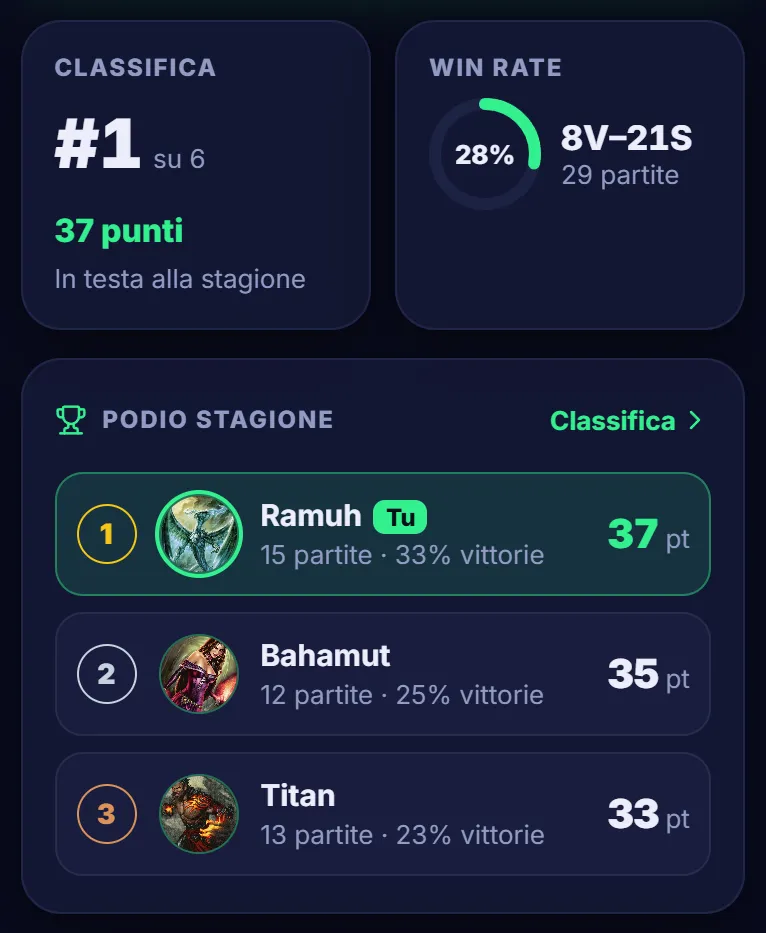 CLASSIFICA
#1 su 6
37 punti
In testa alla stagione
WIN RATE
28%
8V–21S
29 partite
PODIO STAGIONE
Classifica
1
Ramuh Tu
15 partite · 33% vittorie
37 pt
2
Bahamut
12 partite · 25% vittorie
35 pt
3
Titan
13 partite · 23% vittorie
33 pt